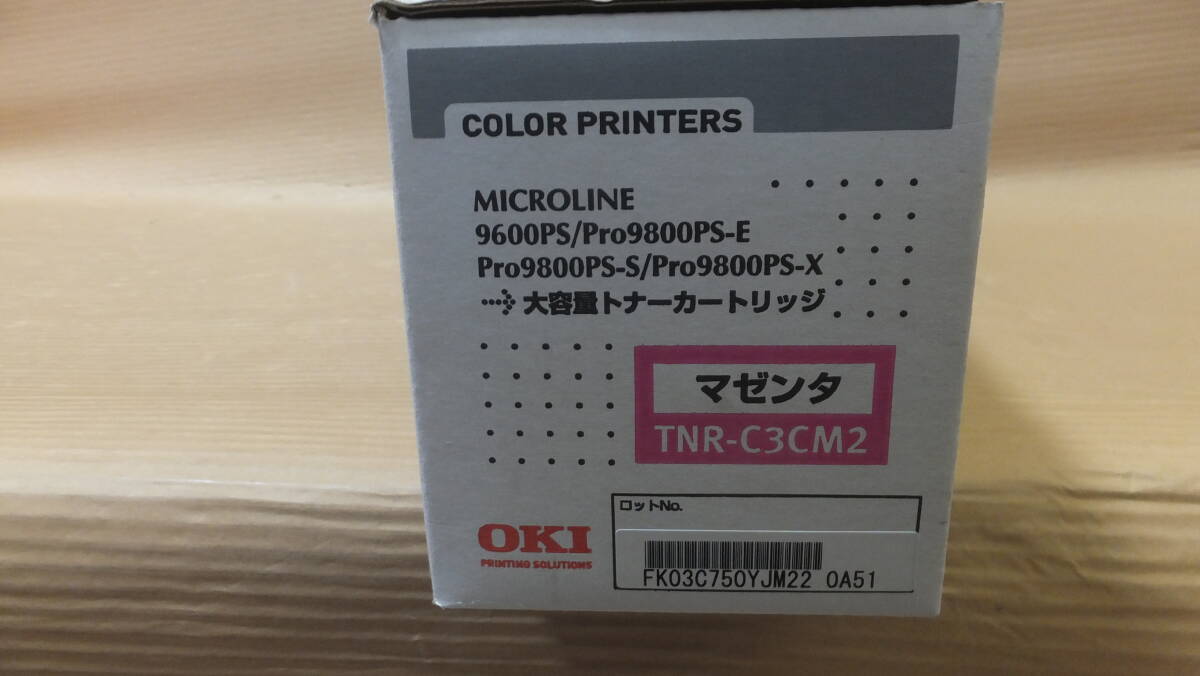 COLOR PRINTERS
MICROLINE
9600PS/Pro9800PS-E
Pro9800PS-S/Pro9800PS-X
大容量トナーカートリッジ
マゼンタ
TNR-C3CM2
ロットNo.
OKI
PRINTING SOLUTIONS
FK03C750YJM22 0A51